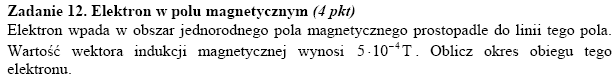 Zadanie 12. Elektron w polu magnetycznym (4 pkt)
Elektron wpada w obszar jednorodnego pola magnetycznego prostopadle do linii tego pola.
Wartość wektora indukcji magnetycznej wynosi 5·10⁻⁴T. Oblicz okres obiegu tego
elektronu.